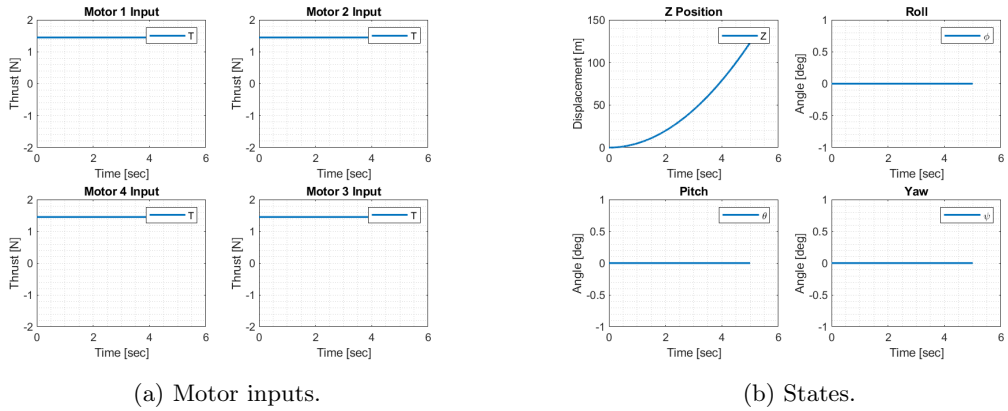 Motor 1 Input
Thrust [N]
2
1
0
-1
-2
T
0 2 4 6
Time [sec]
Motor 2 Input
Thrust [N]
2
1
0
-1
-2
T
0 2 4 6
Time [sec]
Motor 4 Input
Thrust [N]
2
1
0
-1
-2
T
0 2 4 6
Time [sec]
Motor 3 Input
Thrust [N]
2
1
0
-1
-2
T
0 2 4 6
Time [sec]
(a) Motor inputs.
Z Position
Displacement [m]
150
100
50
0
Z
0 2 4 6
Time [sec]
Roll
Angle [deg]
1
0.5
0
-0.5
-1
ϕ
0 2 4 6
Time [sec]
Pitch
Angle [deg]
1
0.5
0
-0.5
-1
θ
0 2 4 6
Time [sec]
Yaw
Angle [deg]
1
0.5
0
-0.5
-1
ψ
0 2 4 6
Time [sec]
(b) States.